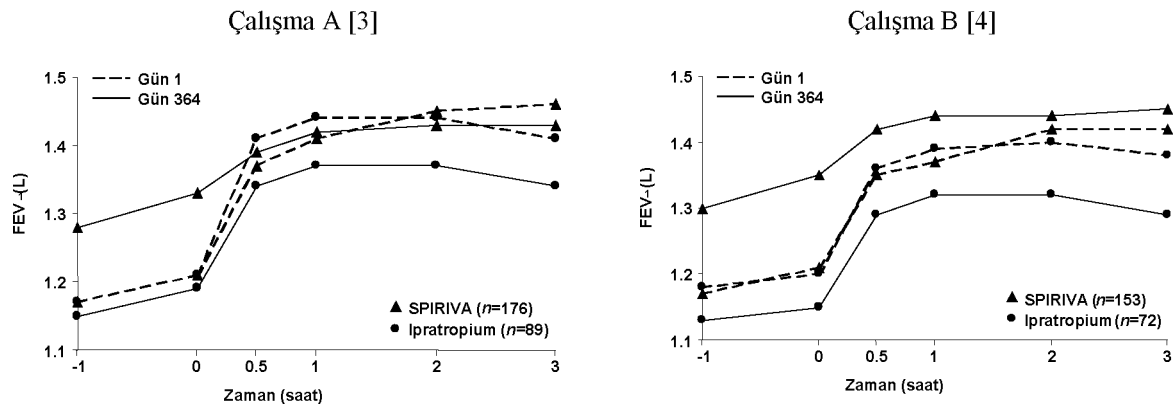 Çalışma A [3]
Gün 1
Gün 364
FEV₁(L)
1.5
1.4
1.3
1.2
1.1
SPIRIVA (n=176)
Ipratropium (n=89)
-1 0 0.5 1 2 3
Zaman (saat)
Çalışma B [4]
Gün 1
Gün 364
FEV₁(L)
1.5
1.4
1.3
1.2
1.1
SPIRIVA (n=153)
Ipratropium (n=72)
-1 0 0.5 1 2 3
Zaman (saat)